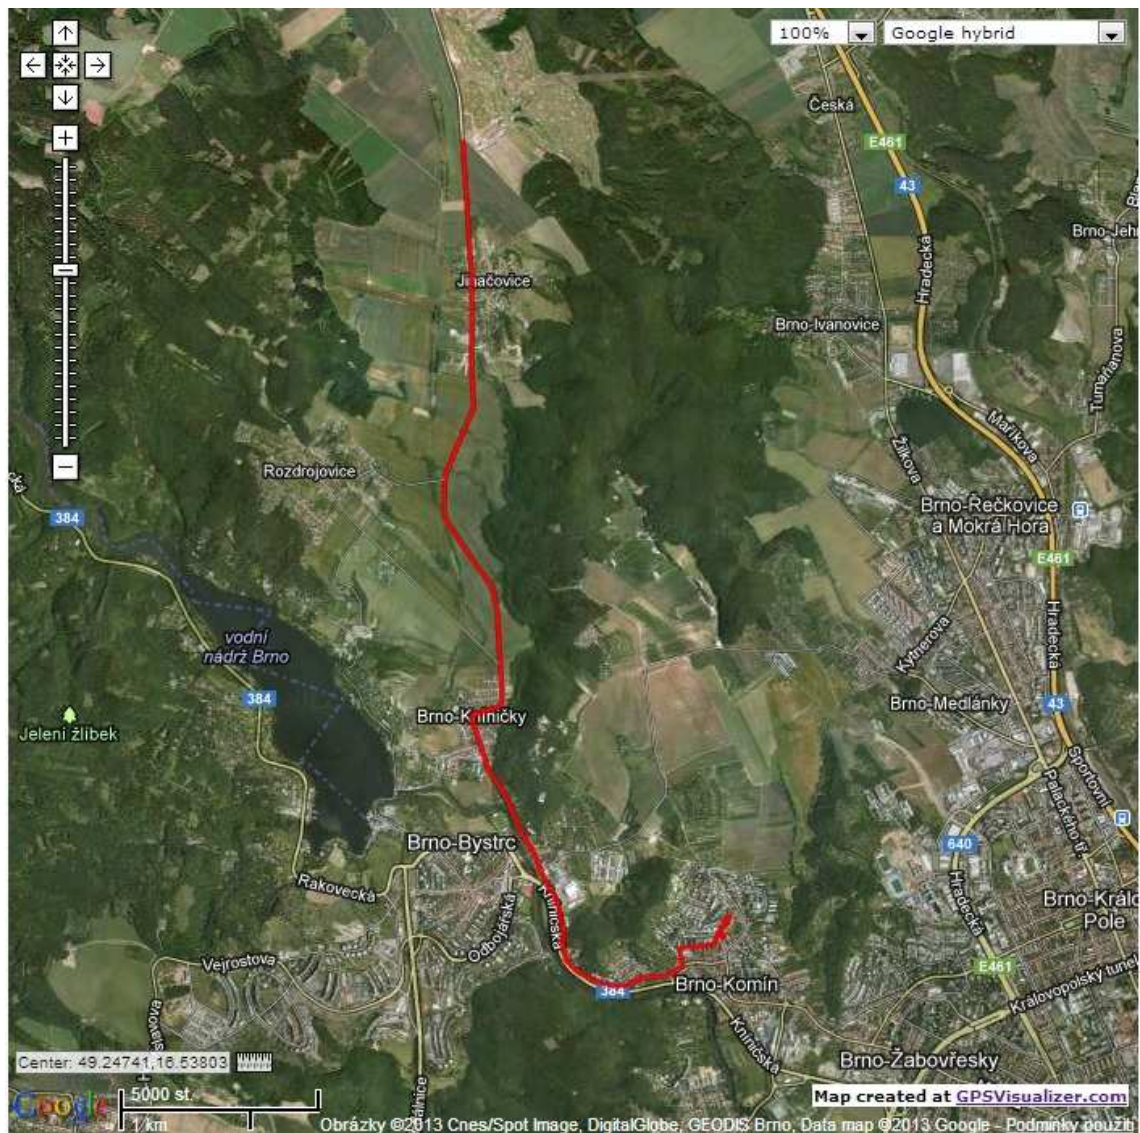 100%
Google hybrid
Česká
E461
43
Hradecká
Brno-Jehn
Jinačovice
Brno-Ivanovice
Tumaňanova
Maříkova
Žilkova
Rozdrojovice
384
Brno-Řečkovice
a Mokrá Hora
E461
Hradecká
Kytnerova
vodní
nádrž Brno
384
Jelení žlíbek
Brno-Kníničky
Brno-Medlánky
43
Sportovní
Palackého tř.
Brno-Bystrc
640
Hradecká
Rakovecká
Kníničská
Odbojářská
Brno-Králo
Pole
Vejrostova
E461
384
Brno-Komín
Královopolský tunel
Kníničská
Center: 49.24741,16.53803
Brno-Žabovřesky
5000 st.
1 km
Google
Map created at GPSVisualizer.com
Obrázky ©2013 Cnes/Spot Image, DigitalGlobe, GEODIS Brno, Data map ©2013 Google - Podmínky použití